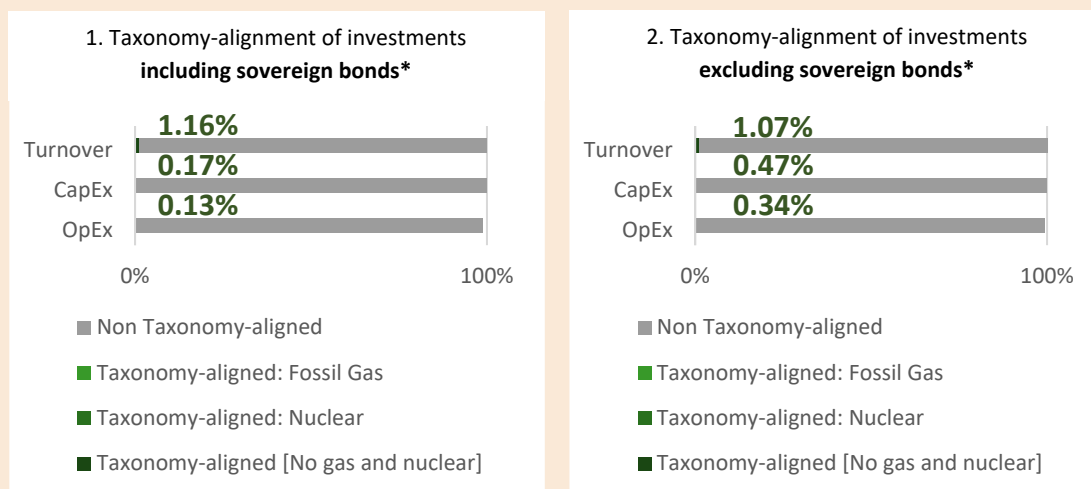 1. Taxonomy-alignment of investments
including sovereign bonds*
1.16%
Turnover
0.17%
CapEx
0.13%
OpEx
0%
100%
Non Taxonomy-aligned
Taxonomy-aligned: Fossil Gas
Taxonomy-aligned: Nuclear
Taxonomy-aligned [No gas and nuclear]
2. Taxonomy-alignment of investments
excluding sovereign bonds*
1.07%
Turnover
0.47%
CapEx
0.34%
OpEx
0%
100%
Non Taxonomy-aligned
Taxonomy-aligned: Fossil Gas
Taxonomy-aligned: Nuclear
Taxonomy-aligned [No gas and nuclear]